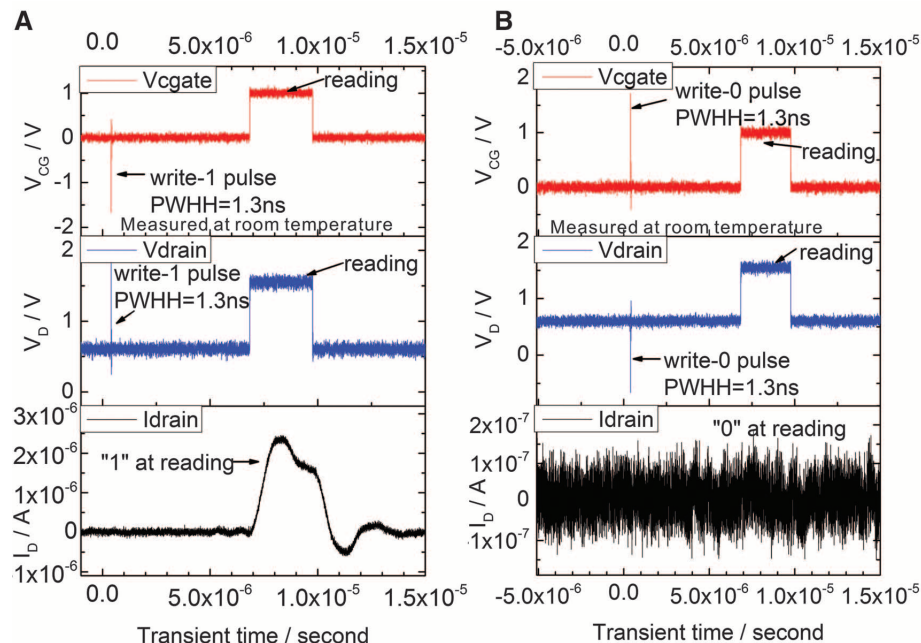 A
0.0 5.0x10⁻⁶ 1.0x10⁻⁵ 1.5x10⁻⁵
Vcgate
reading
1
0
-1
-2
V_CG / V
write-1 pulse
PWHH=1.3ns
Measured at room temperature
Vdrain
2
1
0
V_D / V
write-1 pulse
PWHH=1.3ns
reading
Idrain
3x10⁻⁶
2x10⁻⁶
1x10⁻⁶
0
1x10⁻⁶
I_D / A
"1" at reading
0.0 5.0x10⁻⁶ 1.0x10⁻⁵ 1.5x10⁻⁵
Transient time / second
B
-5.0x10⁻⁶ 0.0 5.0x10⁻⁶ 1.0x10⁻⁵ 1.5x10⁻⁵
Vcgate
2
1
0
-1
V_CG / V
write-0 pulse
PWHH=1.3ns
reading
Measured at room temperature
Vdrain
2
1
0
V_D / V
reading
write-0 pulse
PWHH=1.3ns
Idrain
2x10⁻⁷
1x10⁻⁷
0
1x10⁻⁷
I_D / A
"0" at reading
-5.0x10⁻⁶ 0.0 5.0x10⁻⁶ 1.0x10⁻⁵ 1.5x10⁻⁵
Transient time / second